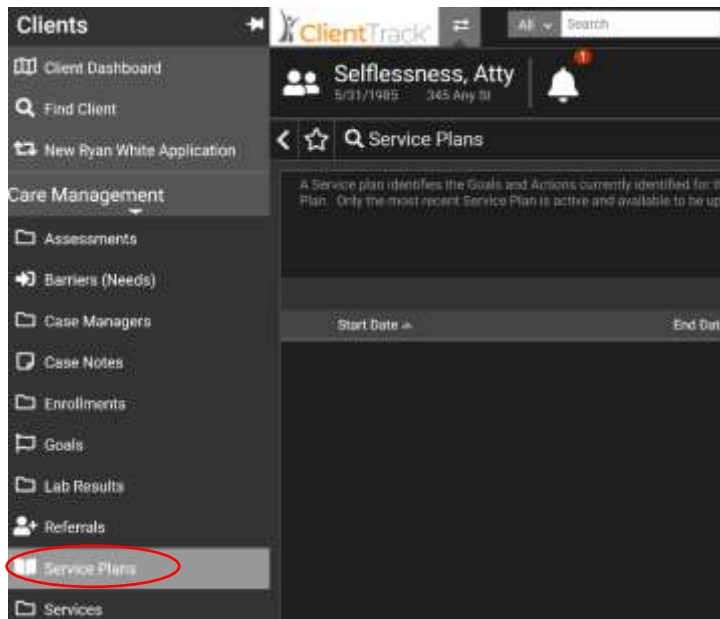 Clients
ClientTrack
All
Search
Client Dashboard
Find Client
New Ryan White Application
Selflessness, Atty
5/31/1985 345 Any St
1
Service Plans
Care Management
A Service plan identifies the Goals and Actions currently identified for
Plan. Only the most recent Service Plan is active and available to be up
Assessments
Barriers (Needs)
Case Managers
Start Date
End Dat
Case Notes
Enrollments
Goals
Lab Results
Referrals
Service Plans
Services